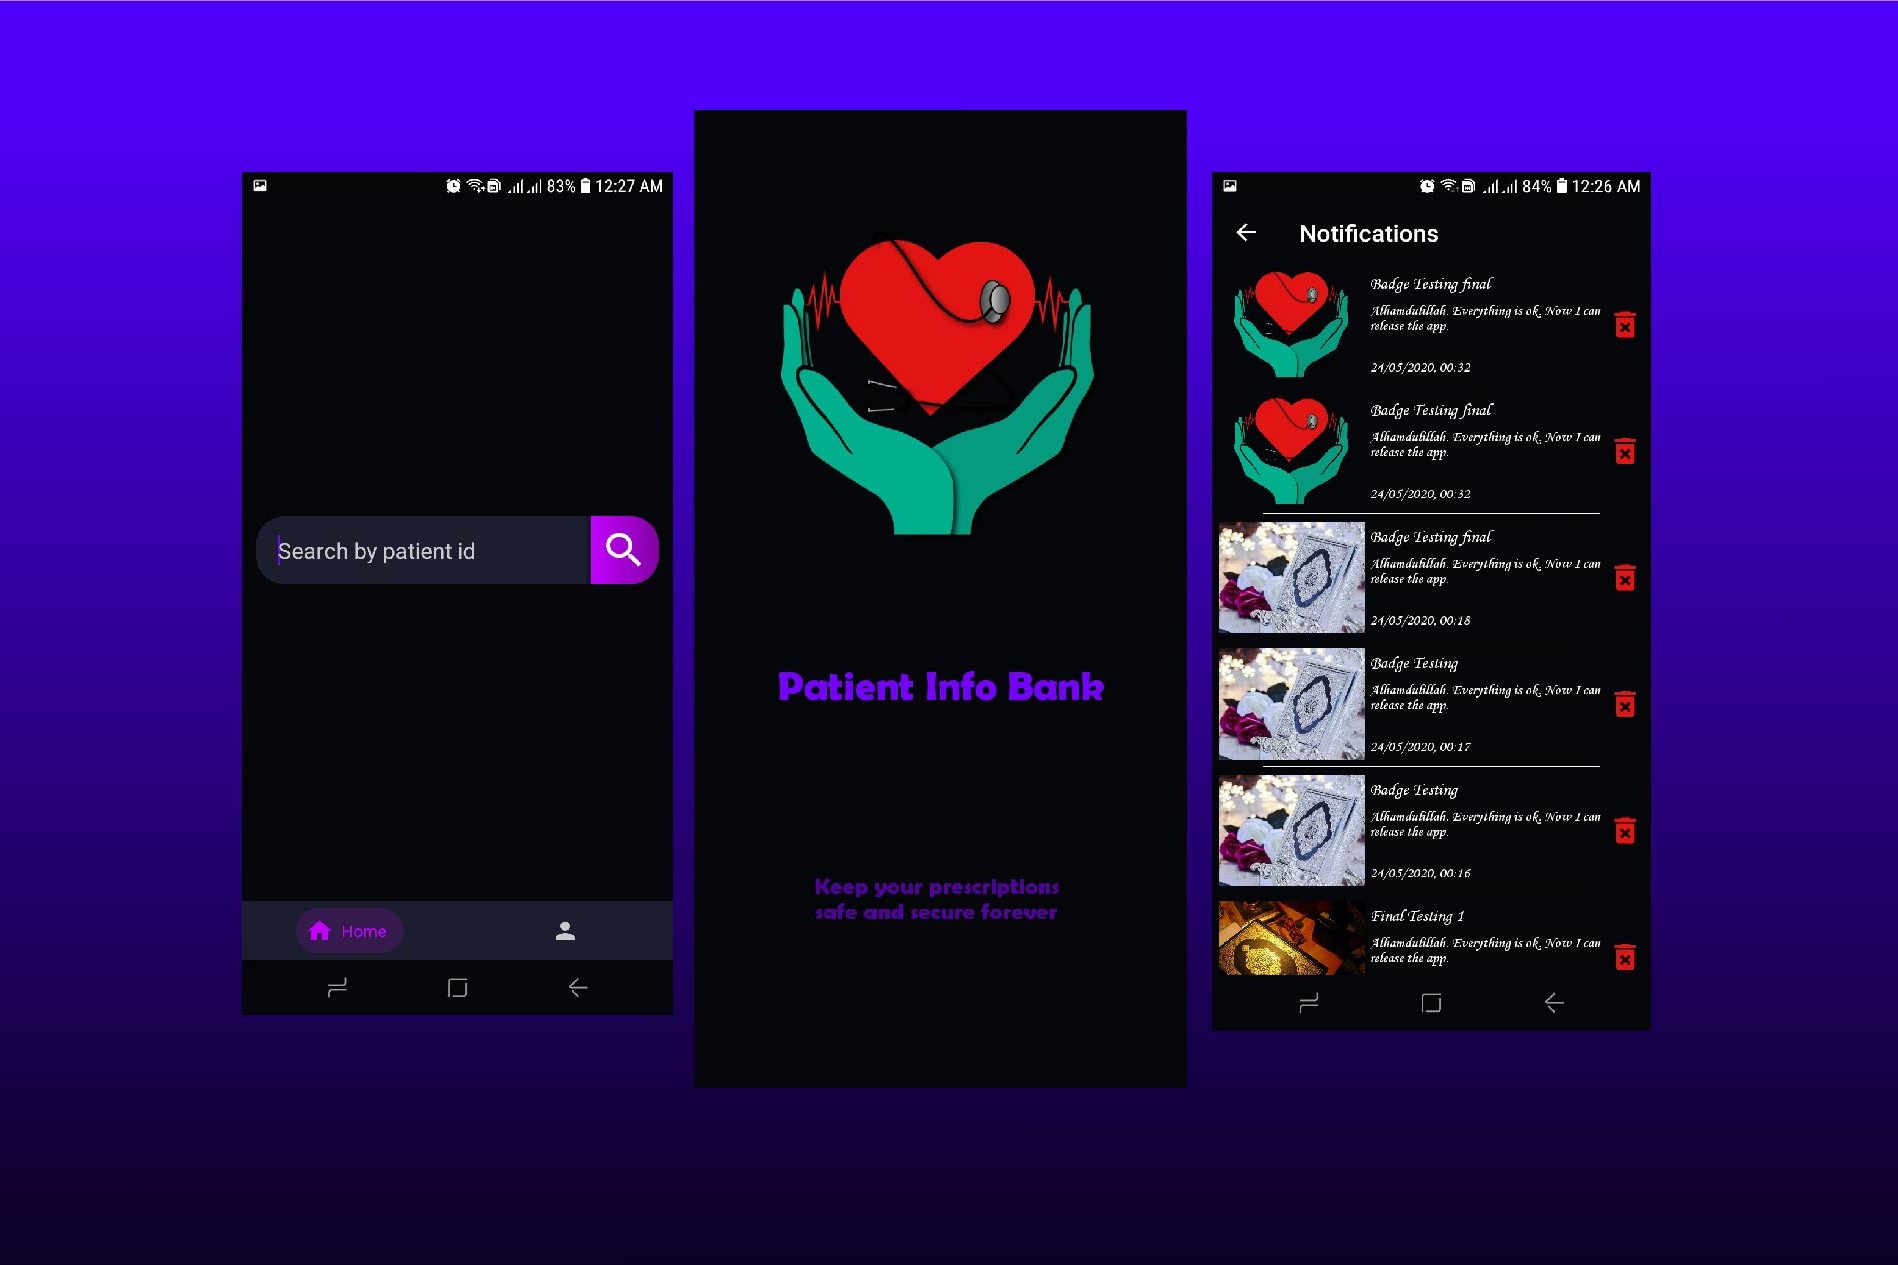 83% 12:27 AM
Search by patient id
Home
Patient Info Bank
Keep your prescriptions
safe and secure forever
84% 12:26 AM
Notifications
Badge Testing final
Alhamdulillah. Everything is ok. Now I can
release the app.
24/05/2020, 00:32
Badge Testing final
Alhamdulillah. Everything is ok. Now I can
release the app.
24/05/2020, 00:32
Badge Testing final
Alhamdulillah. Everything is ok. Now I can
release the app.
24/05/2020, 00:18
Badge Testing
Alhamdulillah. Everything is ok. Now I can
release the app.
24/05/2020, 00:17
Badge Testing
Alhamdulillah. Everything is ok. Now I can
release the app.
24/05/2020, 00:16
Final Testing 1
Alhamdulillah. Everything is ok. Now I can
release the app.